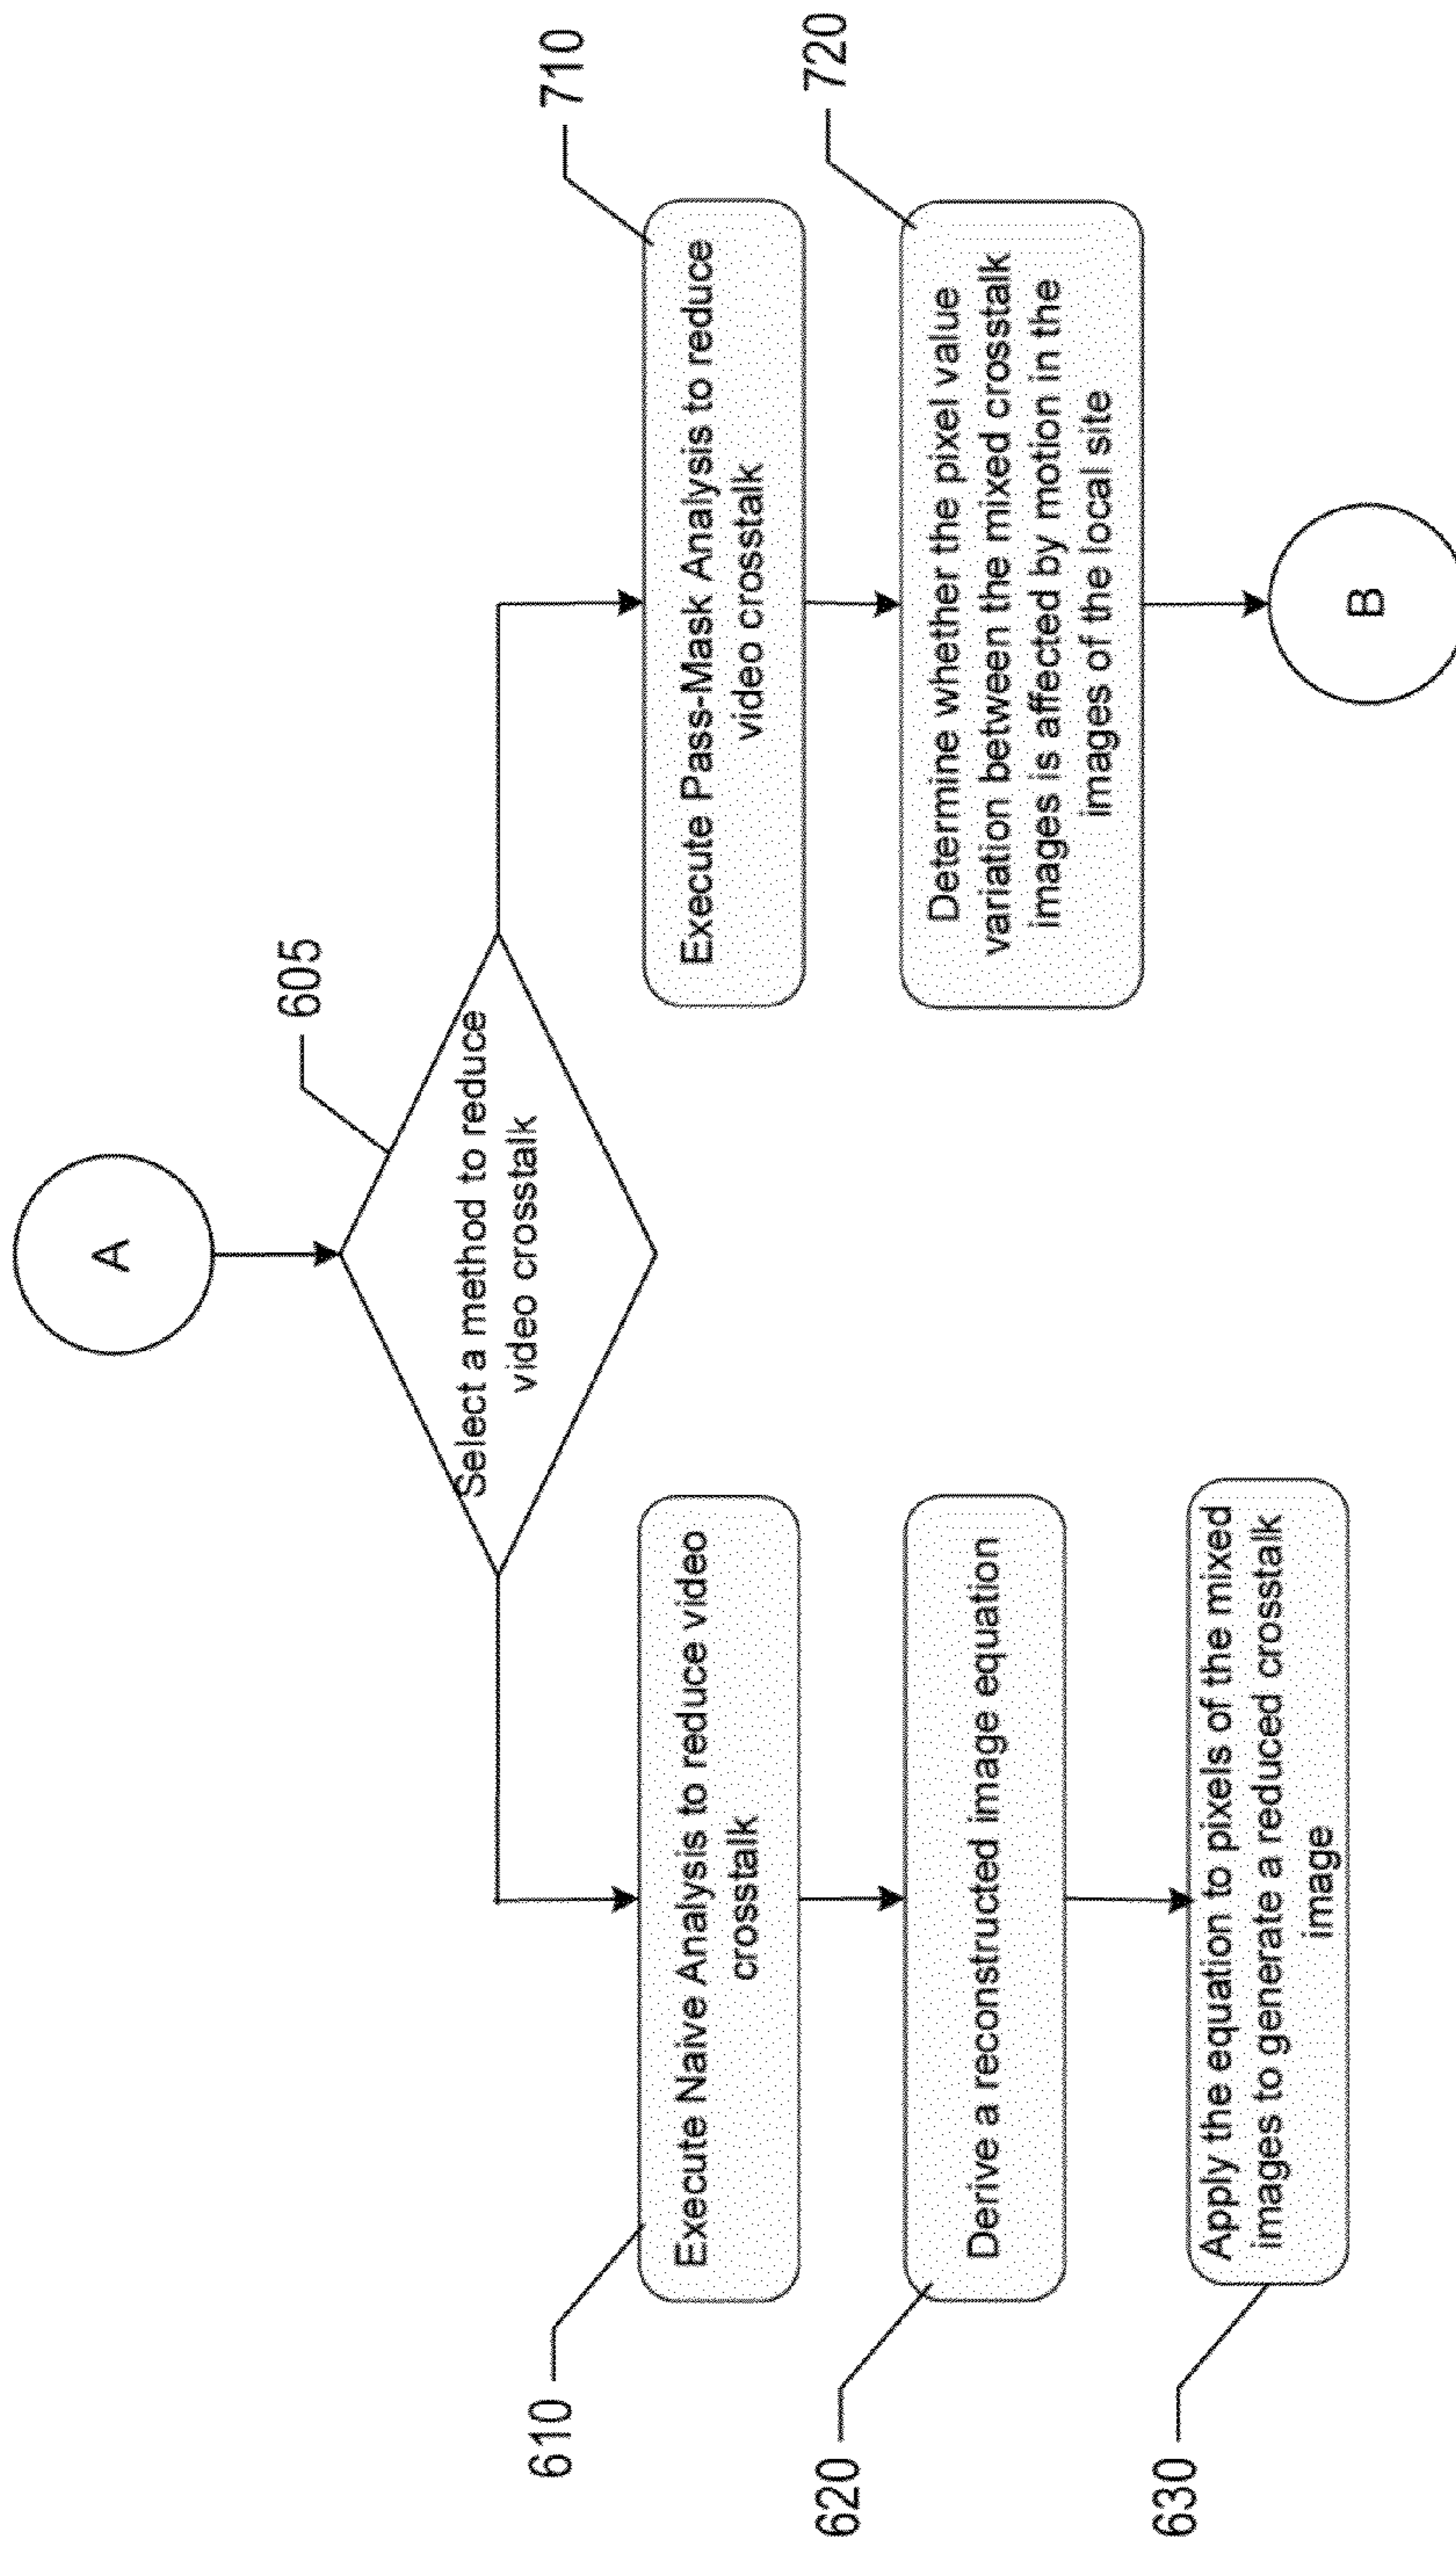 A
605
Select a method to reduce
video crosstalk
610
Execute Naive Analysis to reduce video
crosstalk
620
Derive a reconstructed image equation
630
Apply the equation to pixels of the mixed
images to generate a reduced crosstalk
image
710
Execute Pass-Mask Analysis to reduce
video crosstalk
720
Determine whether the pixel value
variation between the mixed crosstalk
images is affected by motion in the
images of the local site
B